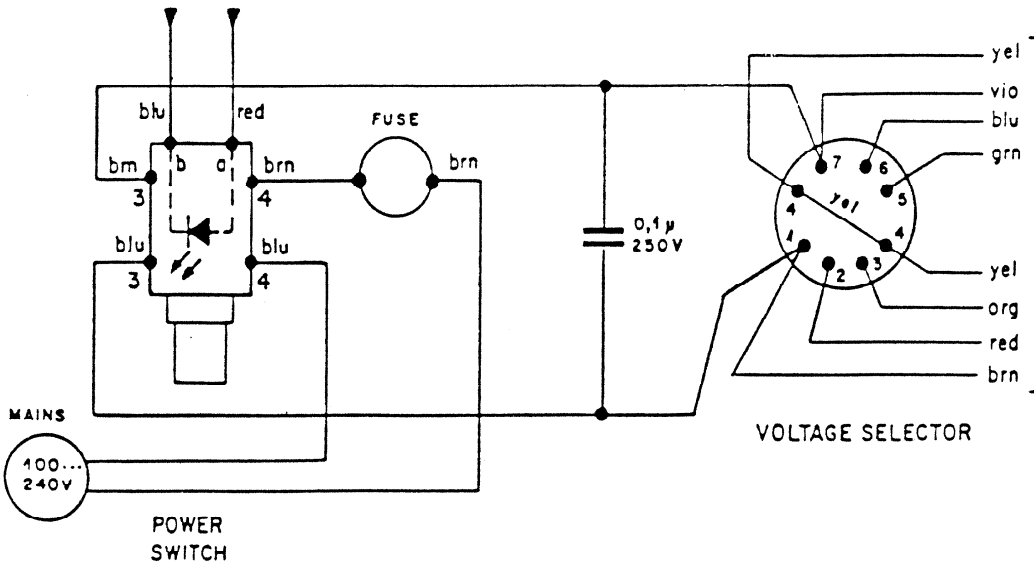 yel
vio
blu
grn
blu
red
FUSE
brn
b
a
brn
brn
3
4
7
6
5
4
yel
4
1
2
3
0,1µ
250V
blu
blu
3
4
yel
org
red
brn
MAINS
100...
240V
VOLTAGE SELECTOR
POWER
SWITCH